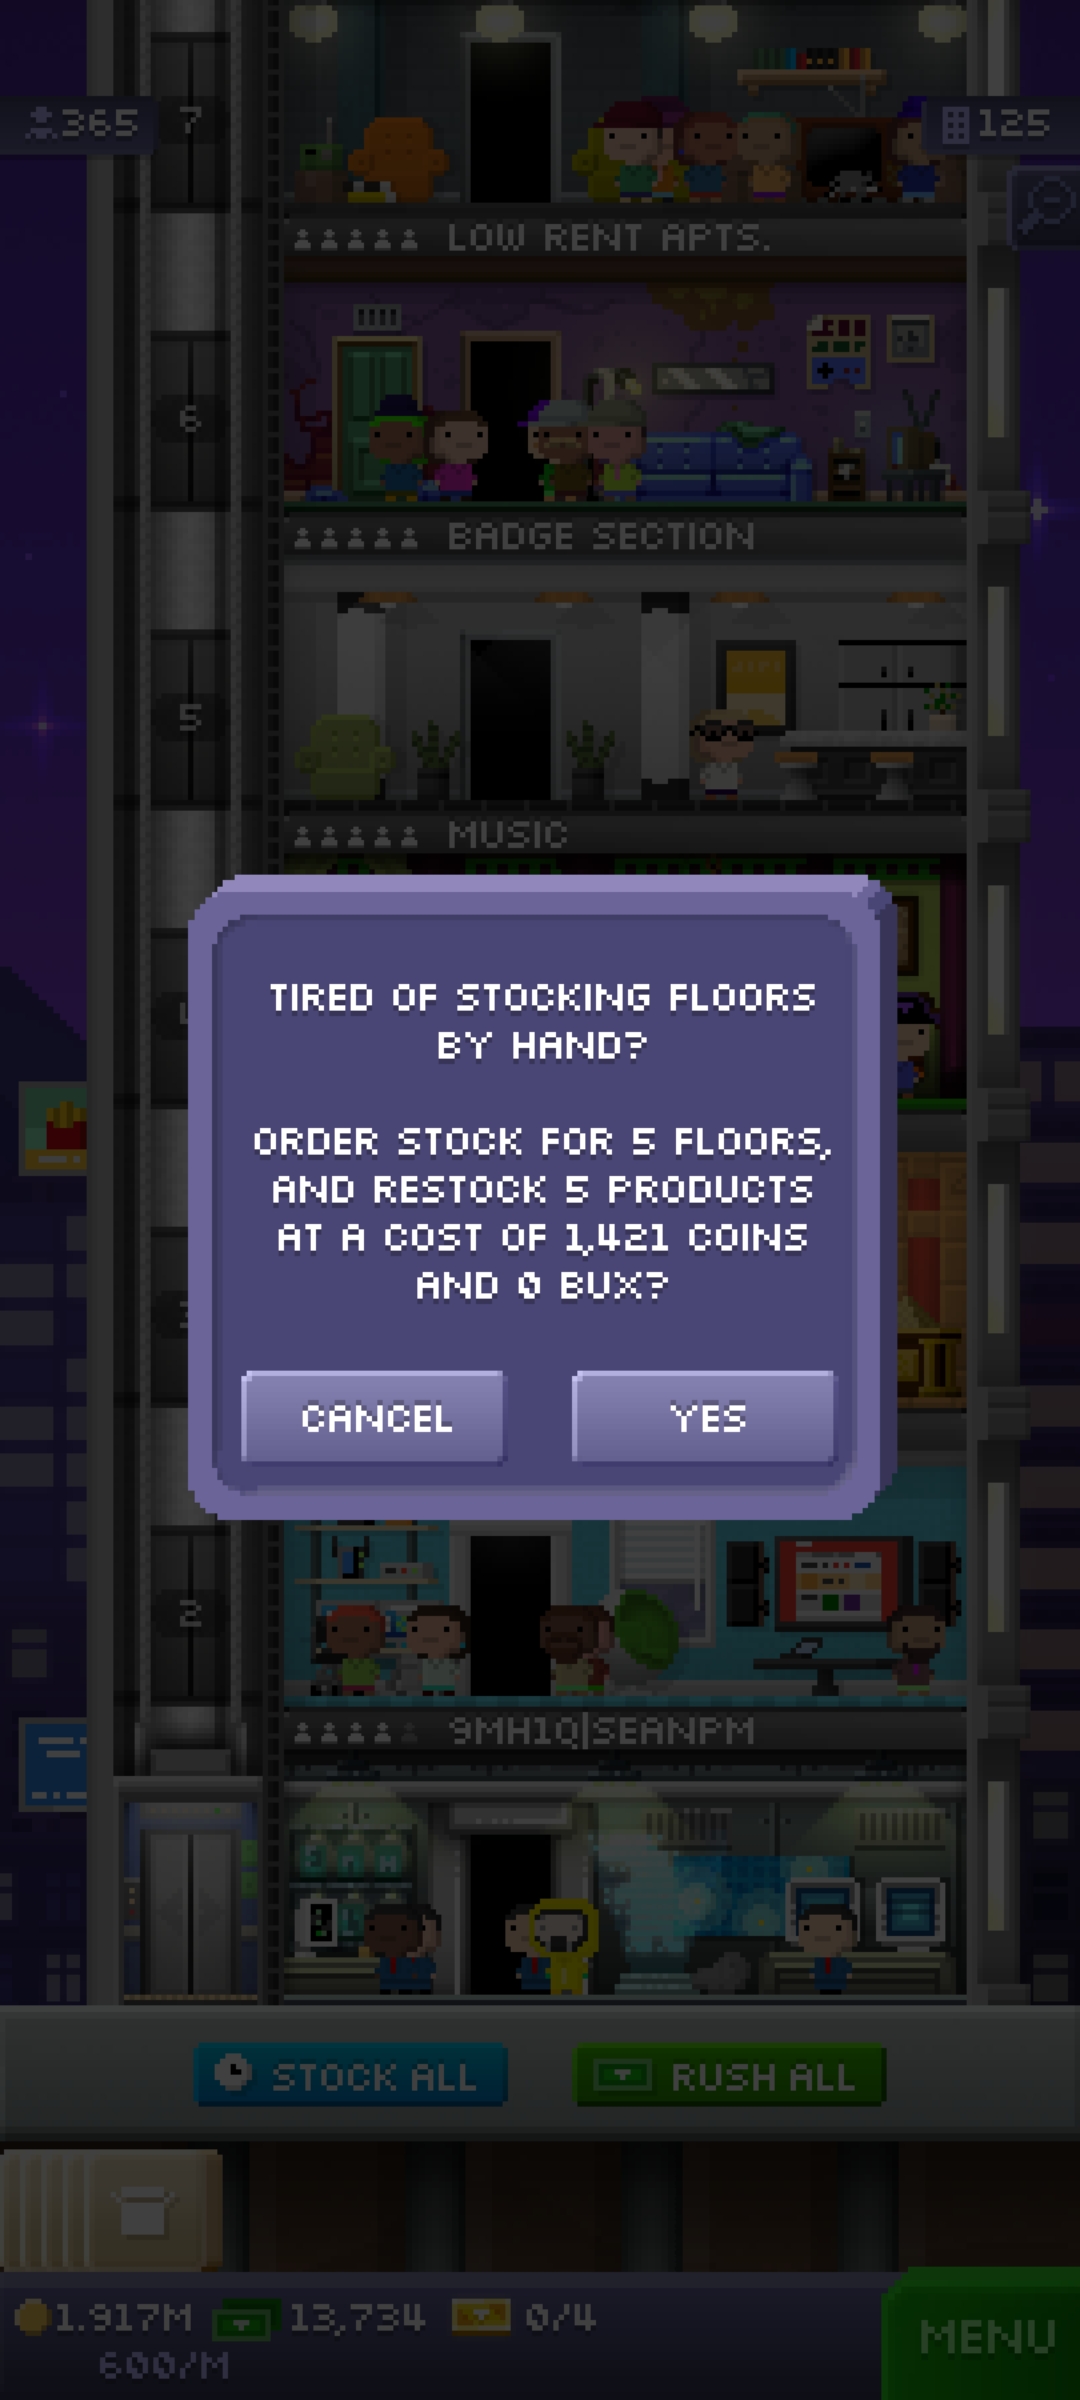 365
7
125
LOW RENT APTS.
6
BADGE SECTION
5
MUSIC
TIRED OF STOCKING FLOORS
BY HAND?
ORDER STOCK FOR 5 FLOORS,
AND RESTOCK 5 PRODUCTS
AT A COST OF 1,421 COINS
AND 0 BUX?
CANCEL
YES
2
9MH1Q|SEANPM
STOCK ALL
RUSH ALL
1.917M
13,734
0/4
600/M
MENU